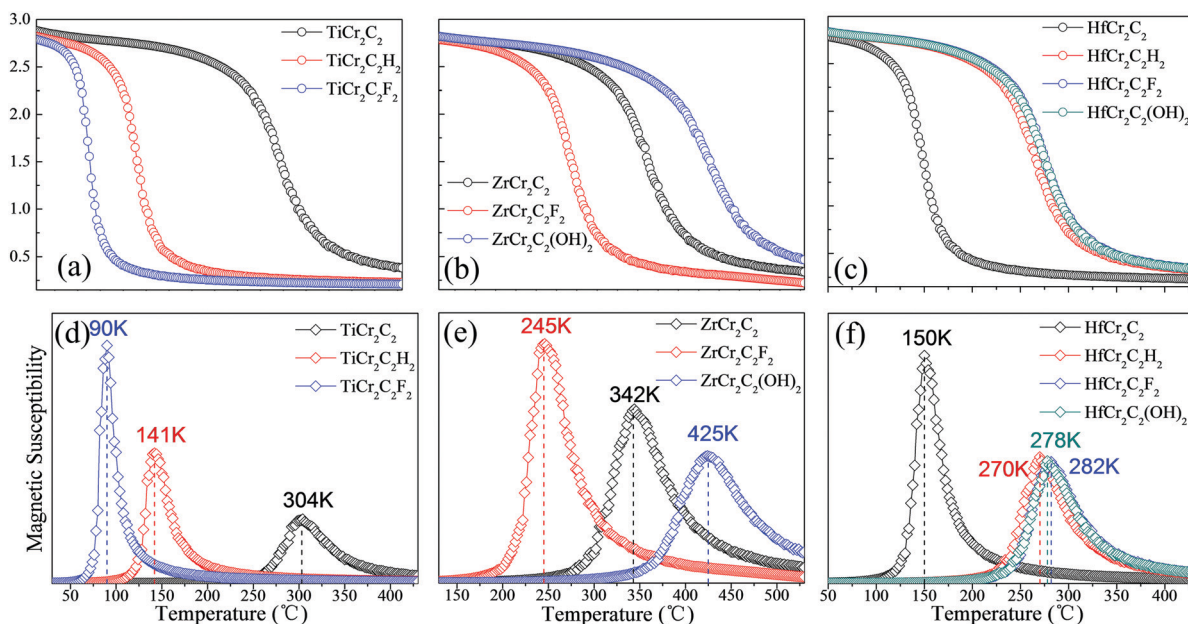 3.0
2.5
2.0
1.5
1.0
0.5
TiCr₂C₂
TiCr₂C₂H₂
TiCr₂C₂F₂
(a)
ZrCr₂C₂
ZrCr₂C₂F₂
ZrCr₂C₂(OH)₂
(b)
HfCr₂C₂
HfCr₂C₂H₂
HfCr₂C₂F₂
HfCr₂C₂(OH)₂
(c)
Magnetic Susceptibility
(d)
90K
141K
304K
TiCr₂C₂
TiCr₂C₂H₂
TiCr₂C₂F₂
50 100 150 200 250 300 350 400
Temperature (℃)
(e)
245K
342K
425K
ZrCr₂C₂
ZrCr₂C₂F₂
ZrCr₂C₂(OH)₂
150 200 250 300 350 400 450 500
Temperature (℃)
(f)
150K
270K
278K
282K
HfCr₂C₂
HfCr₂C₂H₂
HfCr₂C₂F₂
HfCr₂C₂(OH)₂
50 100 150 200 250 300 350 400
Temperature (℃)